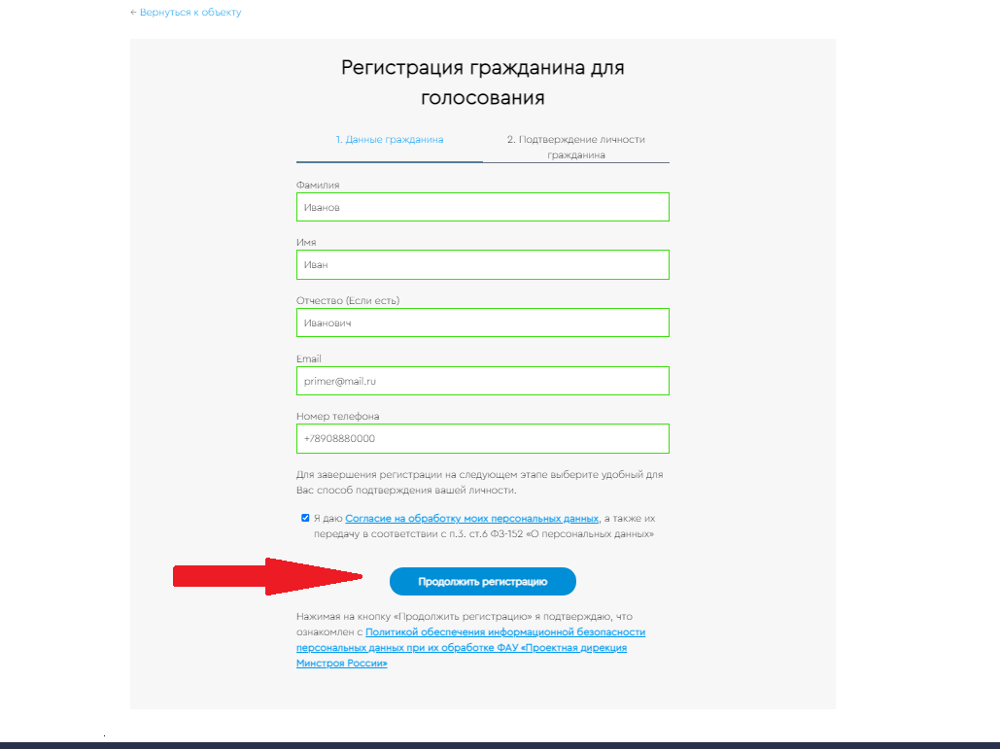 ← Вернуться к объекту
Регистрация гражданина для
голосования
1. Данные гражданина
2. Подтверждение личности
гражданина
Фамилия
Иванов
Имя
Иван
Отчество (Если есть)
Иванович
Email
primer@mail.ru
Номер телефона
+78908880000
Для завершения регистрации на следующем этапе выберите удобный для
Вас способ подтверждения вашей личности.
Я даю Согласие на обработку моих персональных данных, а также их
передачу в соответствии с п.3. ст.6 ФЗ-152 «О персональных данных»
Продолжить регистрацию
Нажимая на кнопку «Продолжить регистрацию» я подтверждаю, что
ознакомлен с Политикой обеспечения информационной безопасности
персональных данных при их обработке ФАУ «Проектная дирекция
Минстроя России»